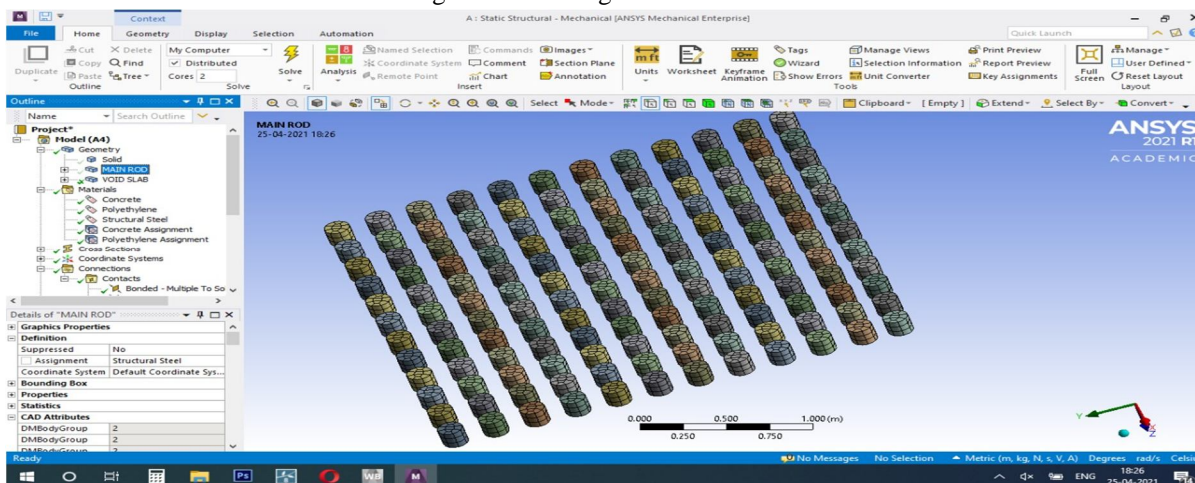 A : Static Structural - Mechanical [ANSYS Mechanical Enterprise]
Context
File Home Geometry Display Selection Automation
Quick Launch
Duplicate
Cut
Copy
Paste
Delete
Find
Tree
Outline
My Computer
Distributed
Cores 2
Solve
Solve
Analysis
Named Selection
Coordinate System
Remote Point
Commands
Comment
Chart
Images
Section Plane
Annotation
Insert
Units
Worksheet
Keyframe
Animation
Tags
Wizard
Show Errors
Manage Views
Selection Information
Unit Converter
Print Preview
Report Preview
Key Assignments
Tools
Full
Screen
Manage
User Defined
Reset Layout
Layout
Outline
Select Mode Clipboard [ Empty ] Extend Select By Convert
Name Search Outline
Project*
Model (A4)
Geometry
Solid
MAIN ROD
VOID SLAB
Materials
Concrete
Polyethylene
Structural Steel
Concrete Assignment
Polyethylene Assignment
Cross Sections
Coordinate Systems
Connections
Contacts
Bonded - Multiple To So
Details of "MAIN ROD"
Graphics Properties
Definition
Suppressed No
Assignment Structural Steel
Coordinate System Default Coordinate Sys...
Bounding Box
Properties
Statistics
CAD Attributes
DMBodyGroup 2
DMBodyGroup 2
MAIN ROD
25-04-2021 18:26
ANSYS
2021 R
ACADEMIC
0.000 0.500 1.000 (m)
0.250 0.750
Y
X
Z
Ready
No Messages No Selection Metric (m, kg, N, s, V, A) Degrees rad/s Celsi
Ps
WB
M
ENG
18:26
25-04-2021